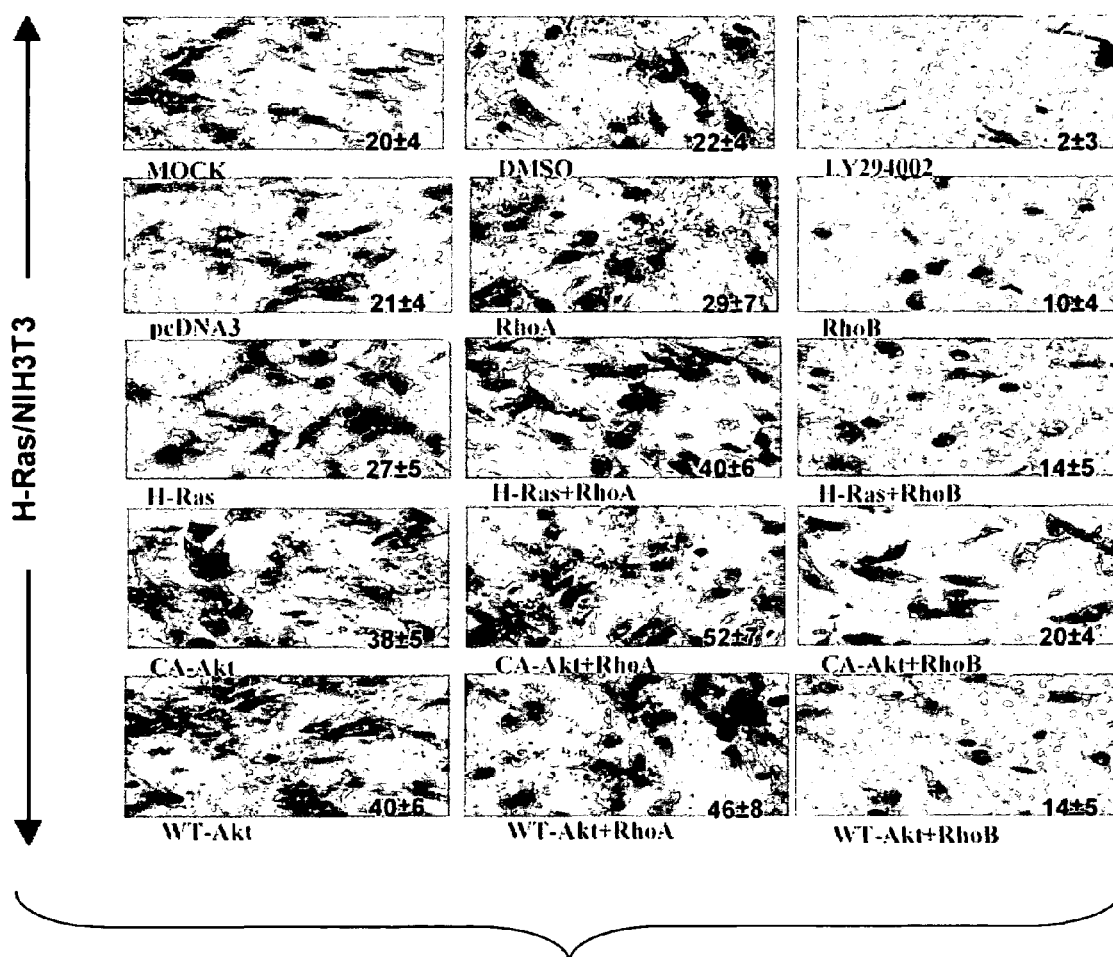 H-Ras/NIH3T3
20±4 22±4 2±3
MOCK DMSO LY294002
21±4 29±7 10±4
pcDNA3 RhoA RhoB
27±5 40±6 14±5
H-Ras H-Ras+RhoA H-Ras+RhoB
38±5 52±7 20±4
CA-Akt CA-Akt+RhoA CA-Akt+RhoB
40±6 46±8 14±5
WT-Akt WT-Akt+RhoA WT-Akt+RhoB